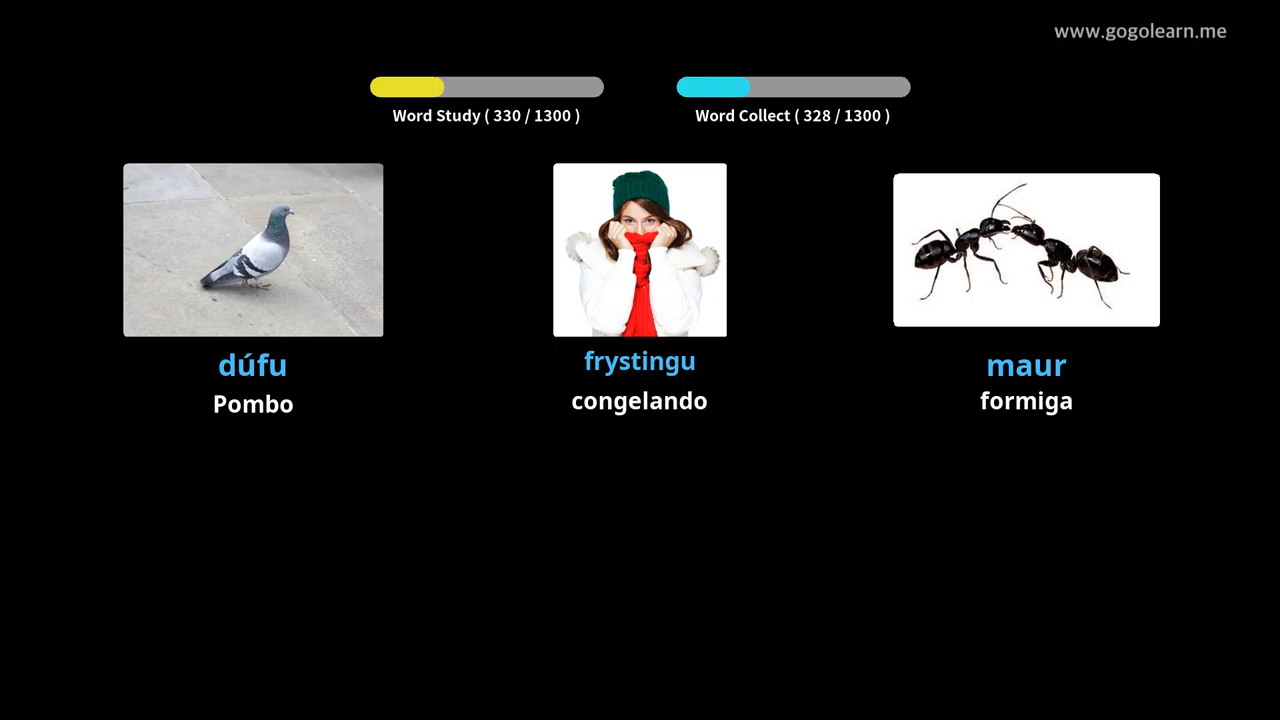 www.gogolearn.me
Word Study ( 330 / 1300 )
Word Collect ( 328 / 1300 )
dúfu
frystingu
maur
Pombo
congelando
formiga